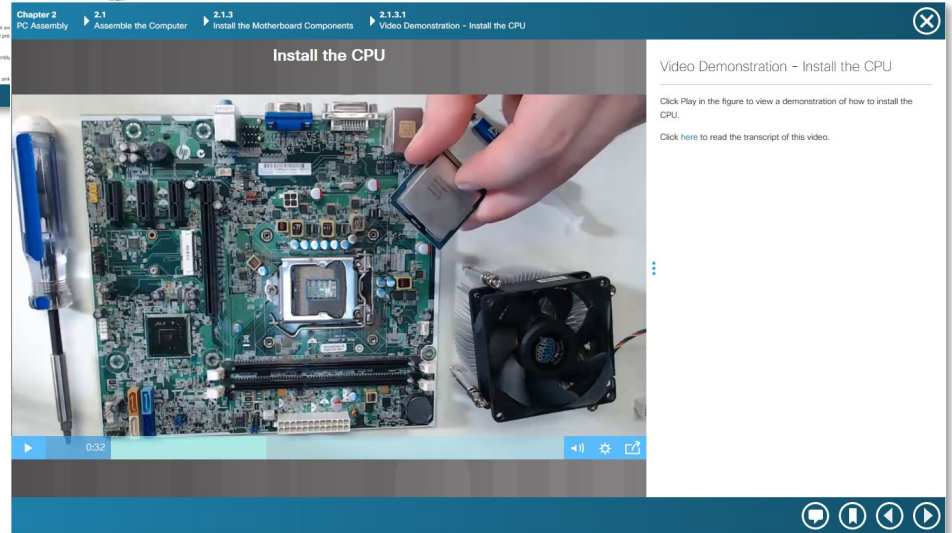 Chapter 2
PC Assembly
2.1
Assemble the Computer
2.1.3
Install the Motherboard Components
2.1.3.1
Video Demonstration - Install the CPU
Install the CPU
Video Demonstration - Install the CPU
Click Play in the figure to view a demonstration of how to install the
CPU.
Click here to read the transcript of this video.
0:32